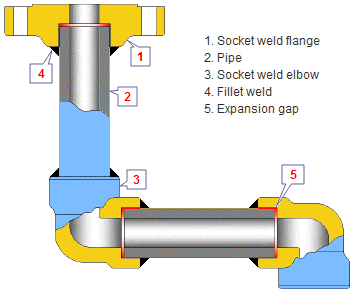 1. Socket weld flange
2. Pipe
3. Socket weld elbow
4. Fillet weld
5. Expansion gap
4
1
2
3
5